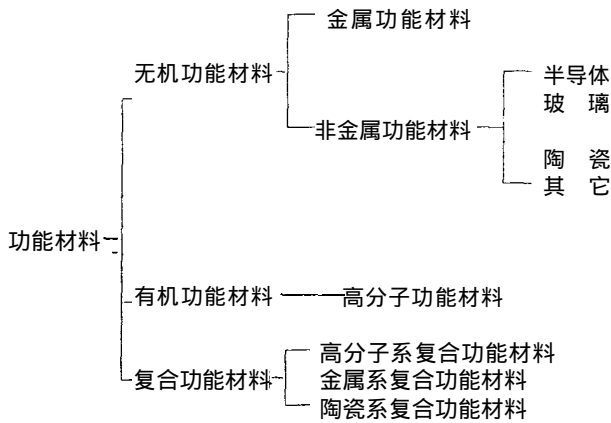 金属功能材料
无机功能材料
半导体
玻 璃
非金属功能材料
陶 瓷
其 它
功能材料
有机功能材料
高分子功能材料
高分子系复合功能材料
复合功能材料
金属系复合功能材料
陶瓷系复合功能材料